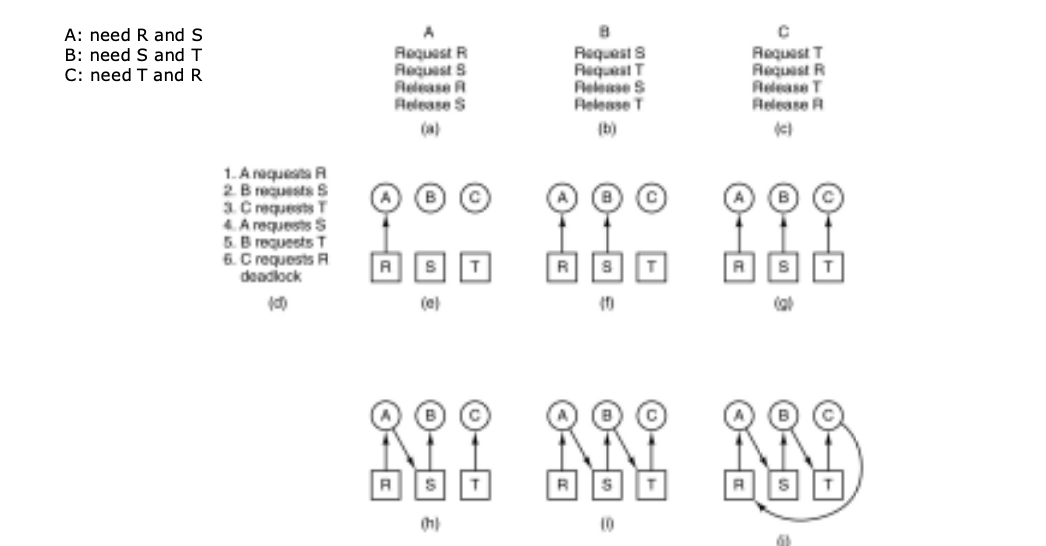 A: need R and S
B: need S and T
C: need T and R
A
Request R
Request S
Release R
Release S
(a)
B
Request S
Request T
Release S
Release T
(b)
C
Request T
Request R
Release T
Release R
(c)
1. A requests R
2. B requests S
3. C requests T
4. A requests S
5. B requests T
6. C requests R
deadlock
(d)
A B C
R S T
(e)
A B C
R S T
(f)
A B C
R S T
(g)
A B C
R S T
(h)
A B C
R S T
(i)
A B C
R S T
(j)